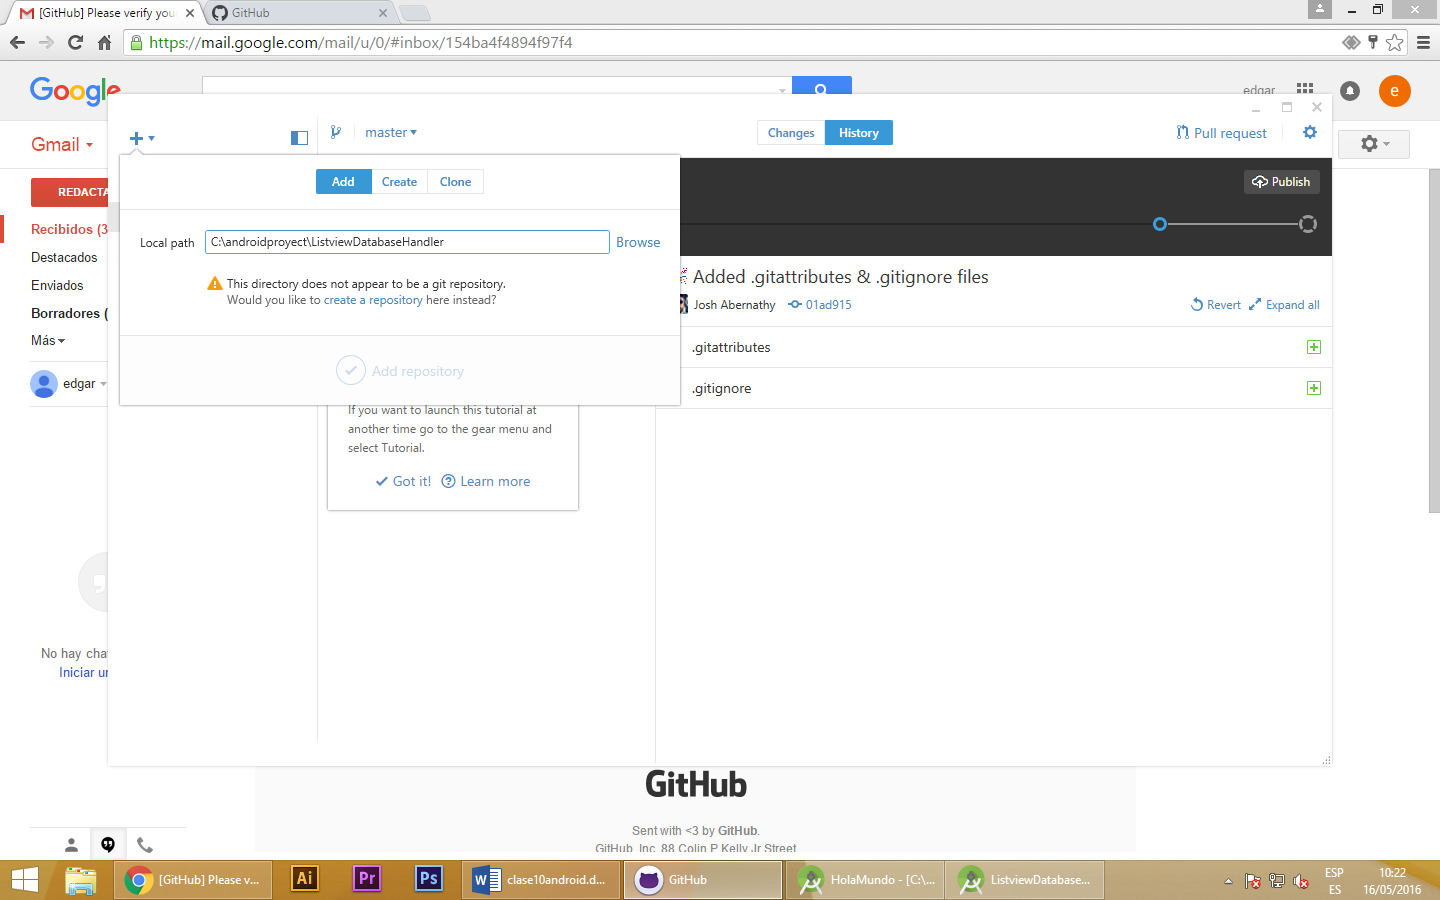 [GitHub] Please verify you
GitHub
https://mail.google.com/mail/u/0/#inbox/154ba4f4894f97f4
Google
edgar
e
Gmail
REDACTA
Recibidos (3
Destacados
Enviados
Borradores (
Más
edgar
No hay cha
Iniciar un
master
Changes
History
Pull request
Publish
Add
Create
Clone
Local path
C:\androidproyect\ListviewDatabaseHandler
Browse
This directory does not appear to be a git repository.
Would you like to create a repository here instead?
Add repository
If you want to launch this tutorial at
another time go to the gear menu and
select Tutorial.
Got it!
Learn more
Added .gitattributes & .gitignore files
Josh Abernathy
01ad915
Revert
Expand all
.gitattributes
.gitignore
GitHub
Sent with <3 by GitHub.
GitHub, Inc. 88 Colin P Kelly Jr Street
[GitHub] Please v...
Ai
Pr
Ps
clase10android.d...
GitHub
HolaMundo - [C:\...
ListviewDatabase...
ESP
ES
10:22
16/05/2016